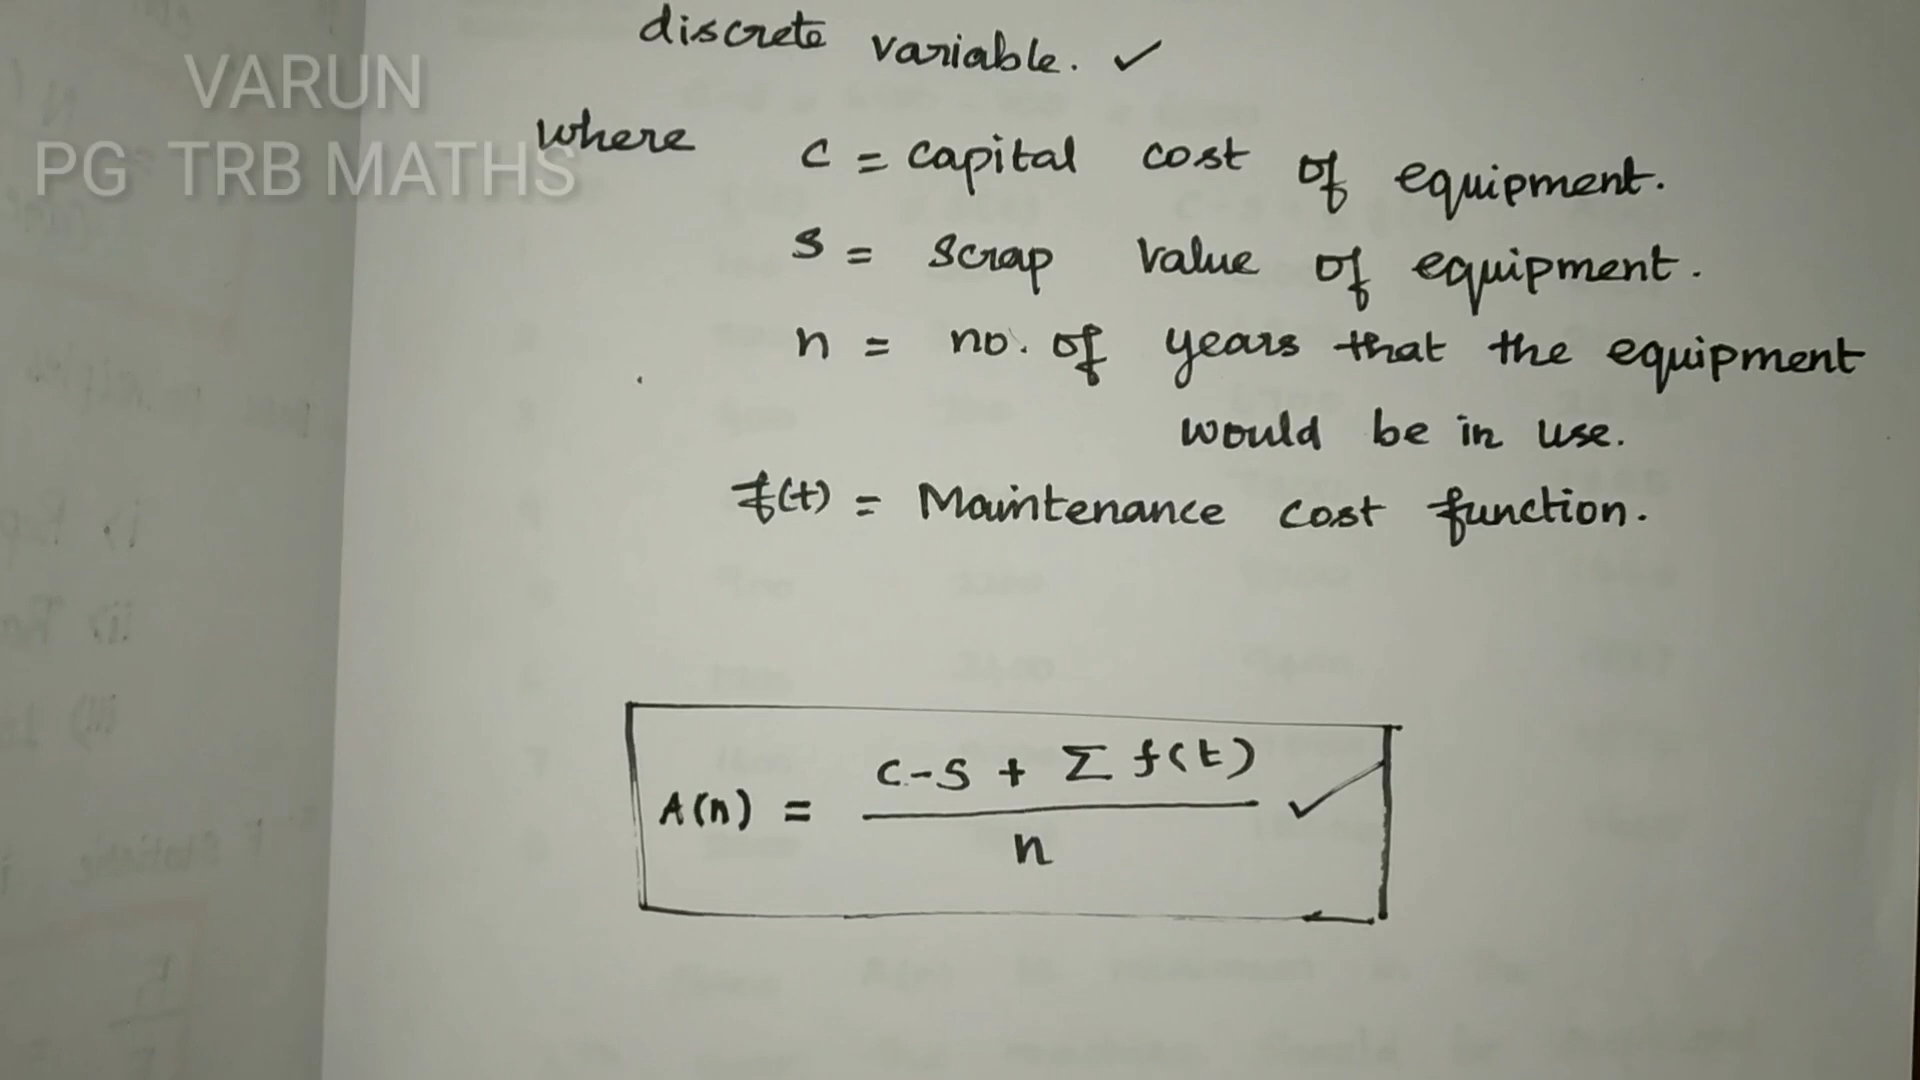 discrete variable. ✓
VARUN
PG TRB MATHS
where c = capital cost of equipment.
s = scrap value of equipment.
n = no. of years that the equipment
would be in use.
f(t) = Maintenance cost function.
A(n) = (C-S + Σ f(t)) / n ✓